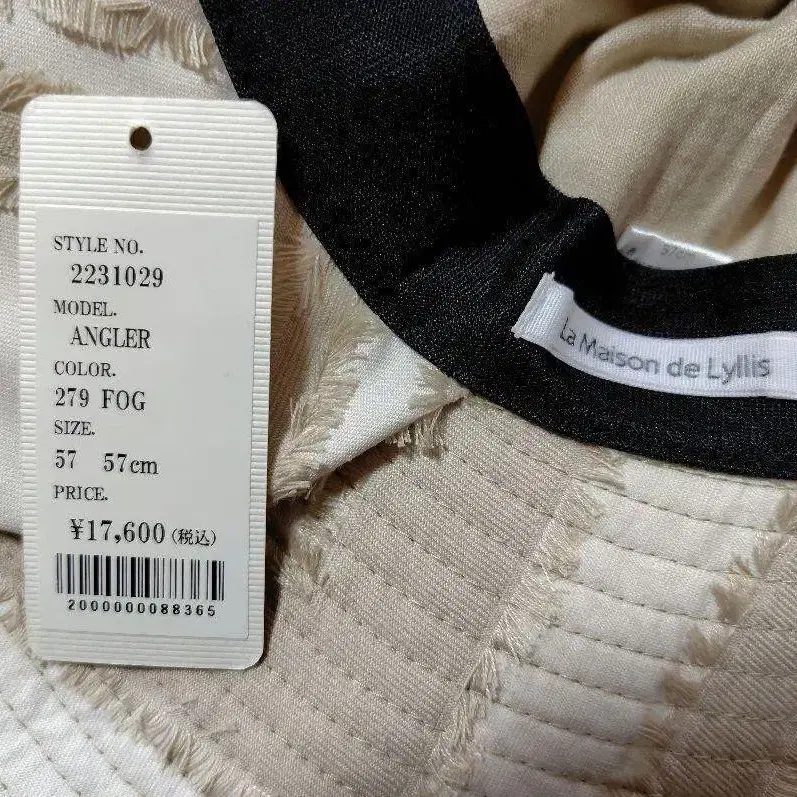 STYLE NO.
2231029
MODEL.
ANGLER
COLOR.
279 FOG
SIZE.
57 57cm
PRICE.
¥17,600(税込)
2000000088365
La Maison de Lyllis